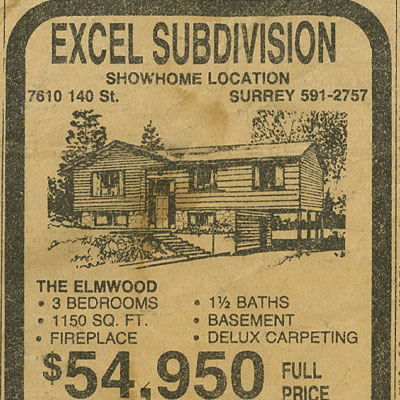 EXCEL SUBDIVISION
SHOWHOME LOCATION
7610 140 St. SURREY 591-2757
THE ELMWOOD
• 3 BEDROOMS • 1½ BATHS
• 1150 SQ. FT. • BASEMENT
• FIREPLACE • DELUX CARPETING
$54,950 FULL
PRICE